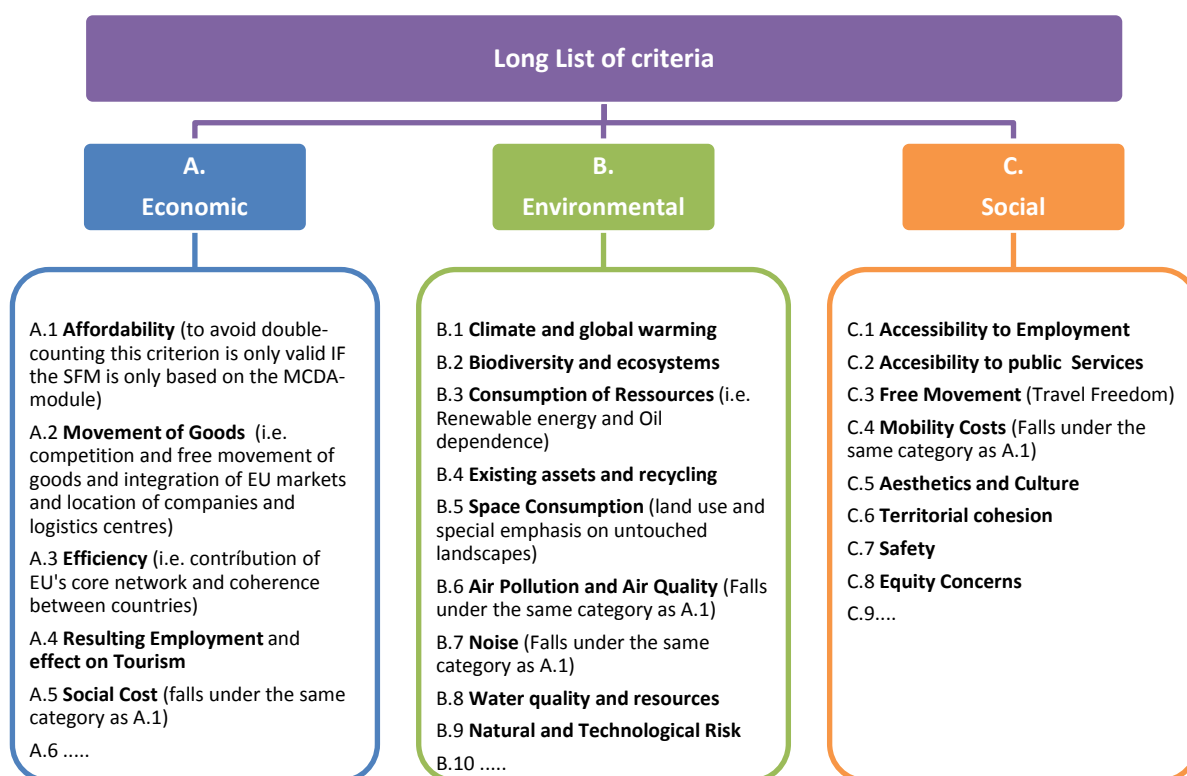 Long List of criteria
A.
Economic
A.1 Affordability (to avoid double-
counting this criterion is only valid IF
the SFM is only based on the MCDA-
module)
A.2 Movement of Goods (i.e.
competition and free movement of
goods and integration of EU markets
and location of companies and
logistics centres)
A.3 Efficiency (i.e. contríbution of
EU's core network and coherence
between countries)
A.4 Resulting Employment and
effect on Tourism
A.5 Social Cost (falls under the same
category as A.1)
A.6 .....
B.
Environmental
B.1 Climate and global warming
B.2 Biodiversity and ecosystems
B.3 Consumption of Ressources (i.e.
Renewable energy and Oil
dependence)
B.4 Existing assets and recycling
B.5 Space Consumption (land use and
special emphasis on untouched
landscapes)
B.6 Air Pollution and Air Quality (Falls
under the same category as A.1)
B.7 Noise (Falls under the same
category as A.1)
B.8 Water quality and resources
B.9 Natural and Technological Risk
B.10 .....
C.
Social
C.1 Accessibility to Employment
C.2 Accesibility to public Services
C.3 Free Movement (Travel Freedom)
C.4 Mobility Costs (Falls under the
same category as A.1)
C.5 Aesthetics and Culture
C.6 Territorial cohesion
C.7 Safety
C.8 Equity Concerns
C.9....